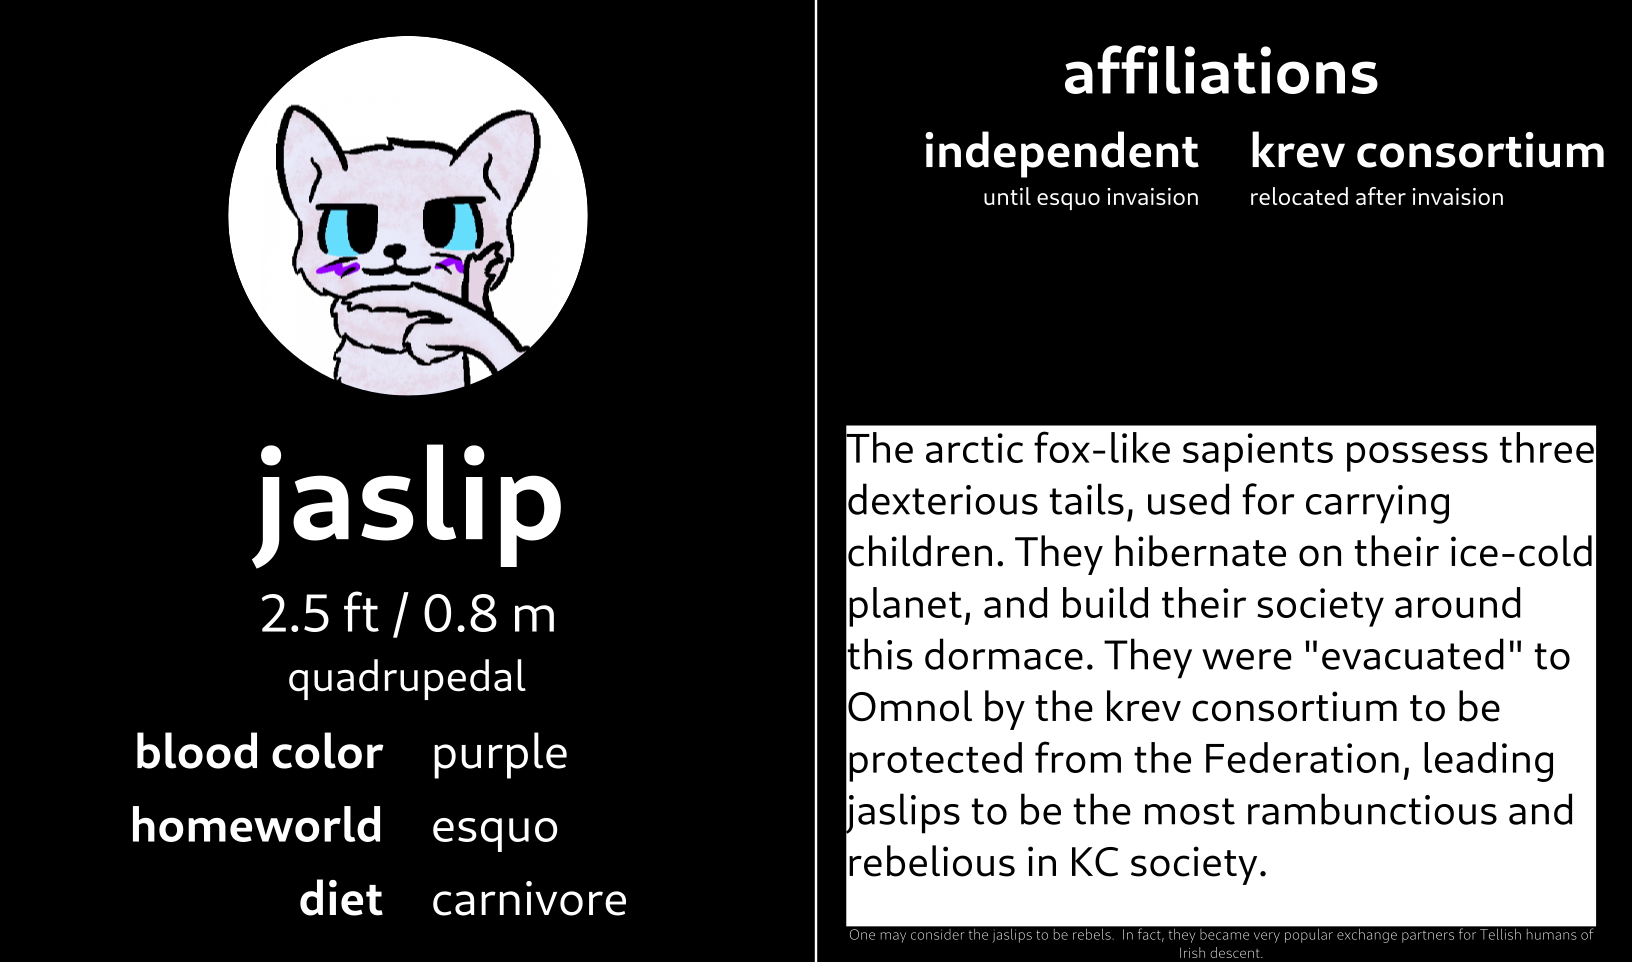 jaslip
2.5 ft / 0.8 m
quadrupedal
blood color purple
homeworld esquo
diet carnivore
affiliations
independent krev consortium
until esquo invaision relocated after invaision
The arctic fox-like sapients possess three
dexterious tails, used for carrying
children. They hibernate on their ice-cold
planet, and build their society around
this dormace. They were "evacuated" to
Omnol by the krev consortium to be
protected from the Federation, leading
jaslips to be the most rambunctious and
rebelious in KC society.
One may consider the jaslips to be rebels.  In fact, they became very popular exchange partners for Tellish humans of
Irish descent.